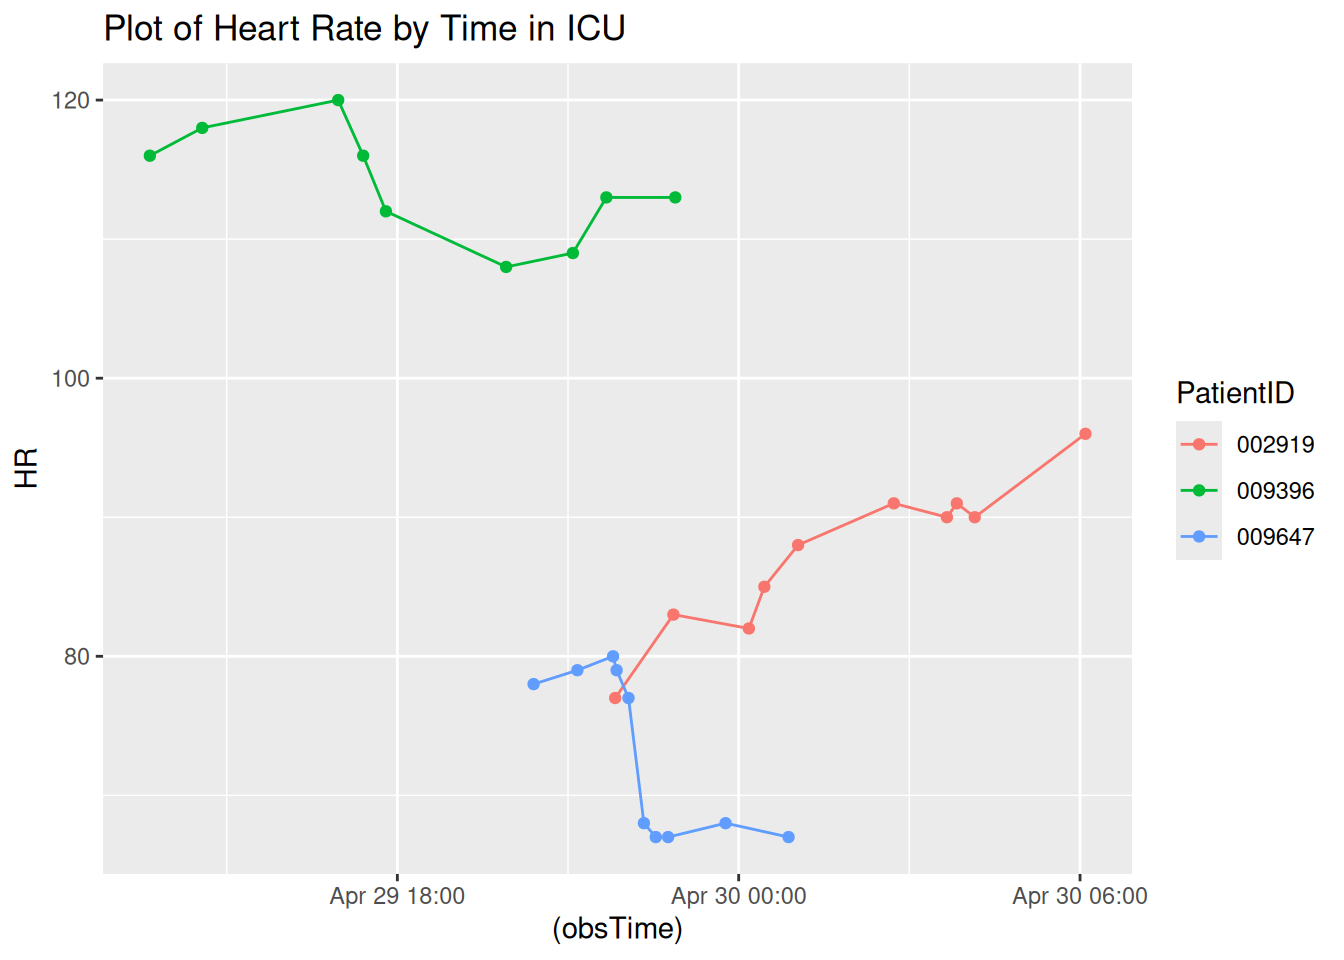 Plot of Heart Rate by Time in ICU
120
100
80
HR
Apr 29 18:00
Apr 30 00:00
Apr 30 06:00
(obsTime)
PatientID
002919
009396
009647